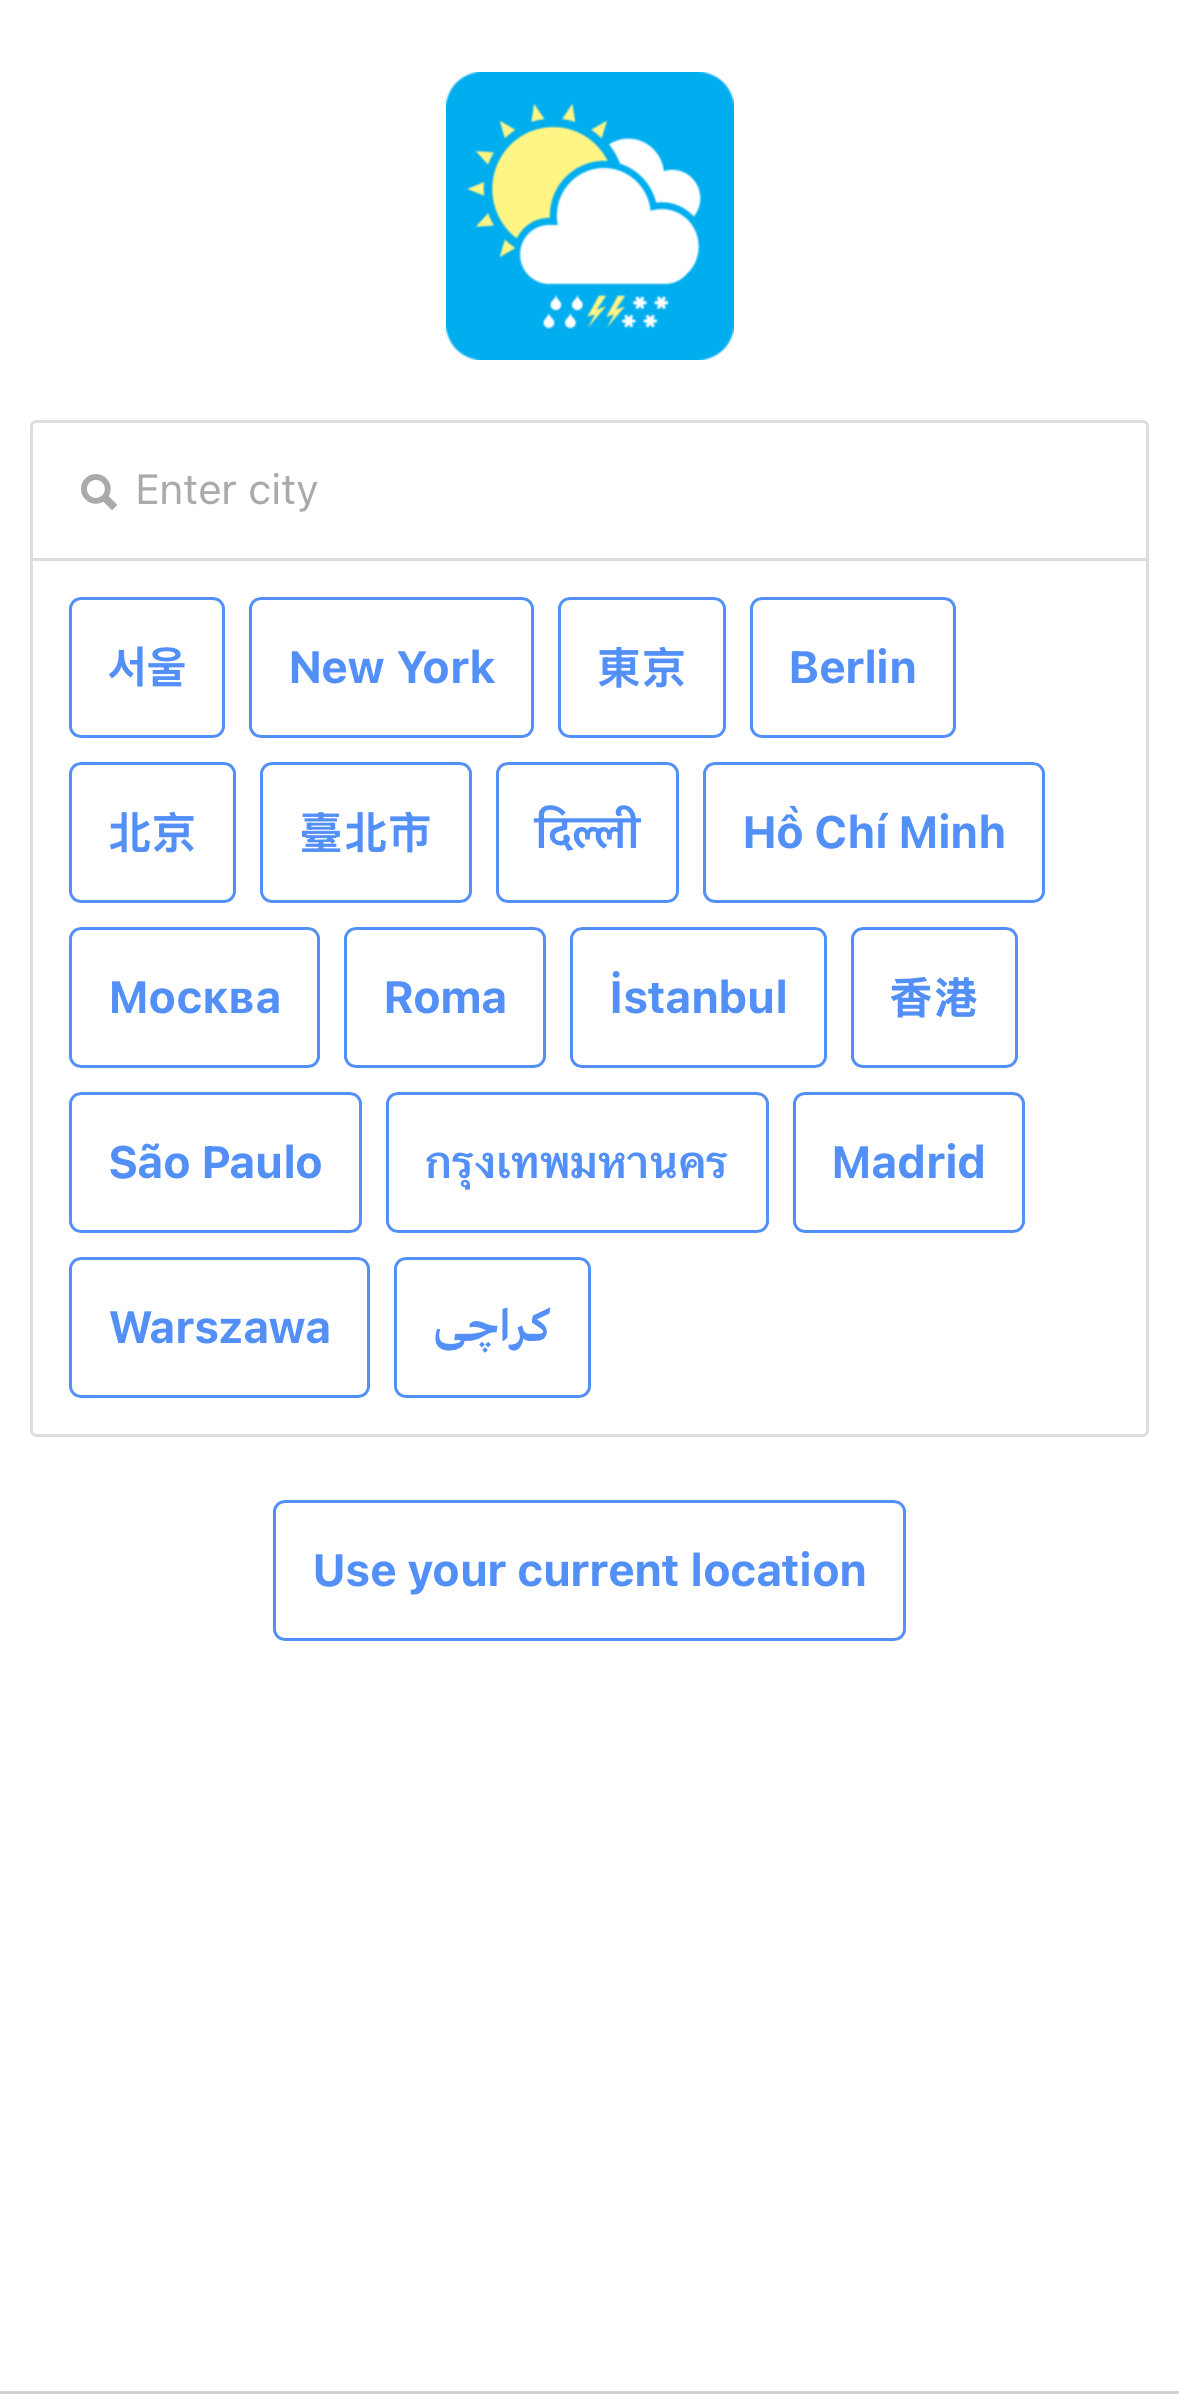 Enter city
서울 New York 東京 Berlin
北京 臺北市 दिल्ली Hồ Chí Minh
Москва Roma İstanbul 香港
São Paulo กรุงเทพมหานคร Madrid
Warszawa کراچی
Use your current location